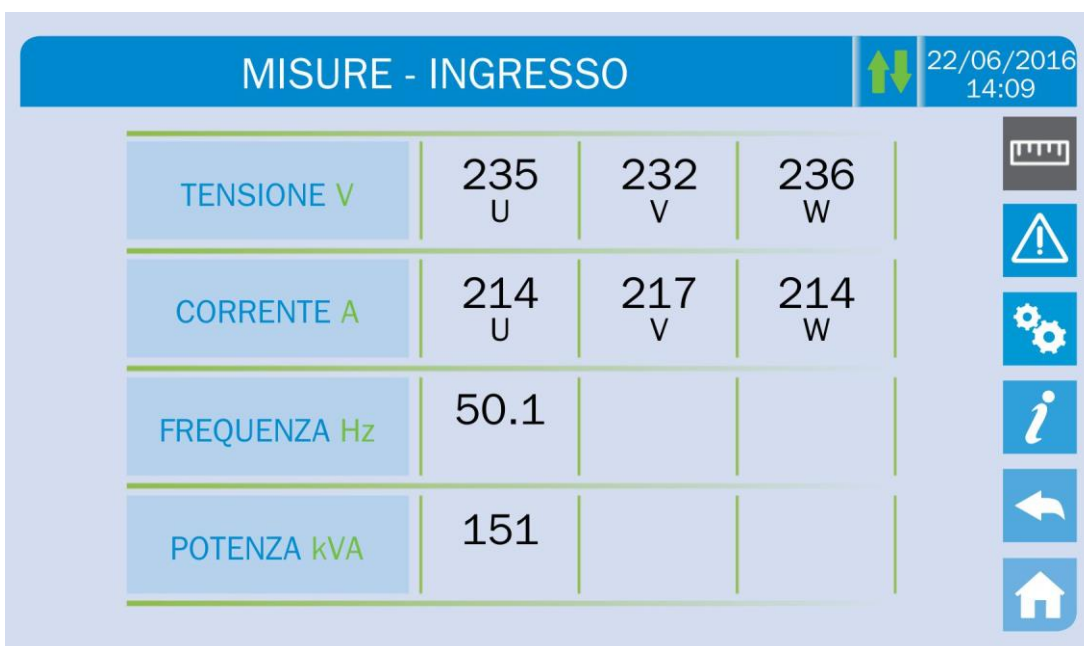 MISURE - INGRESSO
22/06/2016
14:09
TENSIONE V
235
U
232
V
236
W
CORRENTE A
214
U
217
V
214
W
FREQUENZA Hz
50.1
POTENZA kVA
151